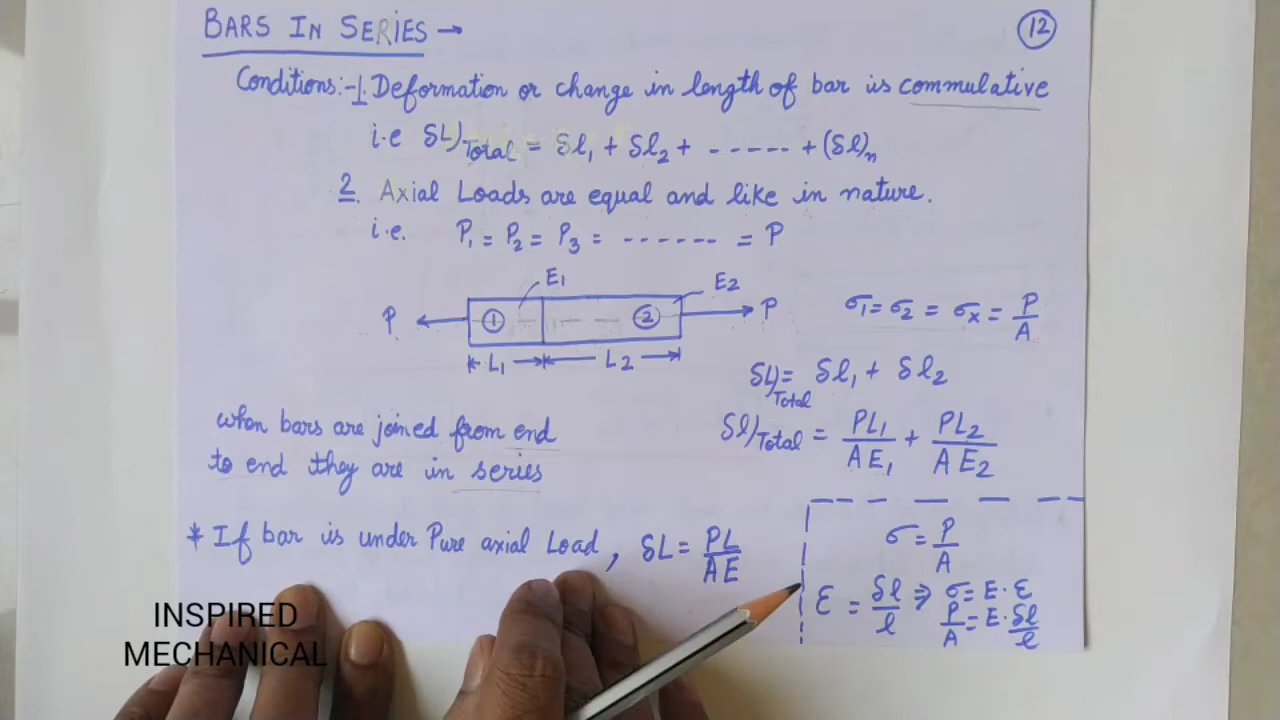 BARS IN SERIES →
12
Conditions:-1. Deformation or change in length of bar is commulative
i.e δL)Total = δl₁ + δl₂ + ----- + (δl)n
2. Axial Loads are equal and like in nature.
i.e. P₁ = P₂ = P₃ = ------ = P
E₁
E₂
P
①
②
P
L₁
L₂
σ₁ = σ₂ = σx = P/A
δL)Total = δl₁ + δl₂
δl)Total = PL₁/AE₁ + PL₂/AE₂
when bars are joined from end
to end they are in series
* If bar is under Pure axial Load, δL = PL/AE
σ = P/A
ε = δl/l ⇒ σ = E·ε
P/A = E·δl/l
INSPIRED
MECHANICAL